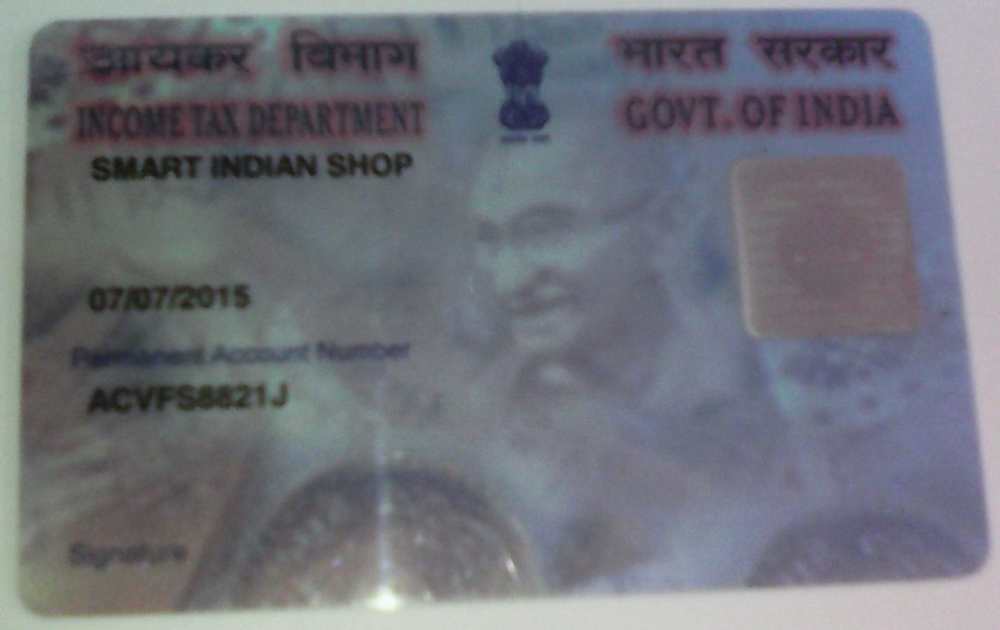 आयकर विभाग
भारत सरकार
INCOME TAX DEPARTMENT
GOVT. OF INDIA
SMART INDIAN SHOP
07/07/2015
Permanent Account Number
ACVFS8821J
Signature